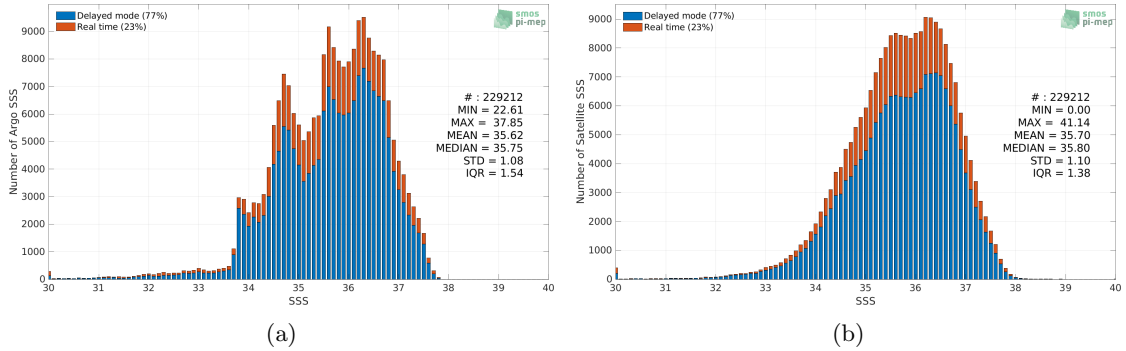 Delayed mode (77%)
Real time (23%)
smos
pi-mep
9000
8000
7000
6000
5000
4000
3000
2000
1000
0
Number of Argo SSS
# : 229212
MIN = 22.61
MAX = 37.85
MEAN = 35.62
MEDIAN = 35.75
STD = 1.08
IQR = 1.54
30 31 32 33 34 35 36 37 38 39 40
SSS
(a)
Delayed mode (77%)
Real time (23%)
smos
pi-mep
9000
8000
7000
6000
5000
4000
3000
2000
1000
0
Number of Satellite SSS
# : 229212
MIN = 0.00
MAX = 41.14
MEAN = 35.70
MEDIAN = 35.80
STD = 1.10
IQR = 1.38
30 31 32 33 34 35 36 37 38 39 40
SSS
(b)